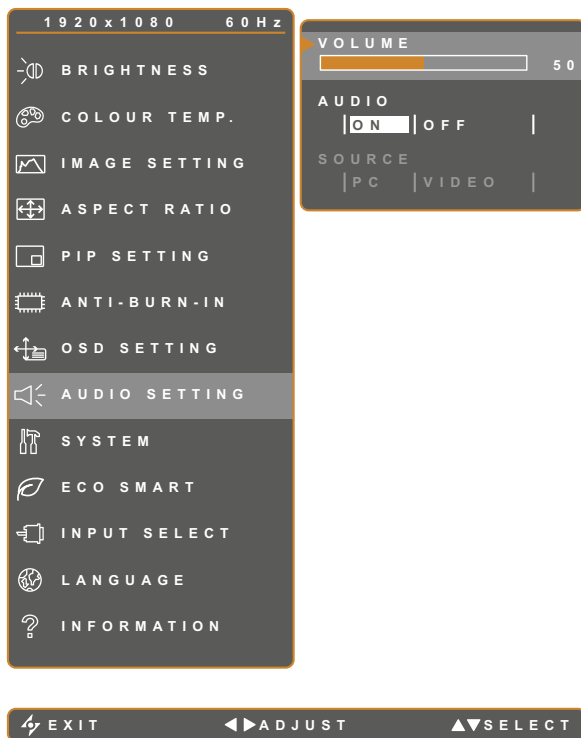 1920x1080 60Hz
BRIGHTNESS
COLOUR TEMP.
IMAGE SETTING
ASPECT RATIO
PIP SETTING
ANTI-BURN-IN
OSD SETTING
AUDIO SETTING
SYSTEM
ECO SMART
INPUT SELECT
LANGUAGE
INFORMATION
VOLUME
50
AUDIO
ON OFF
SOURCE
PC VIDEO
EXIT ◀▶ADJUST ▲▼SELECT